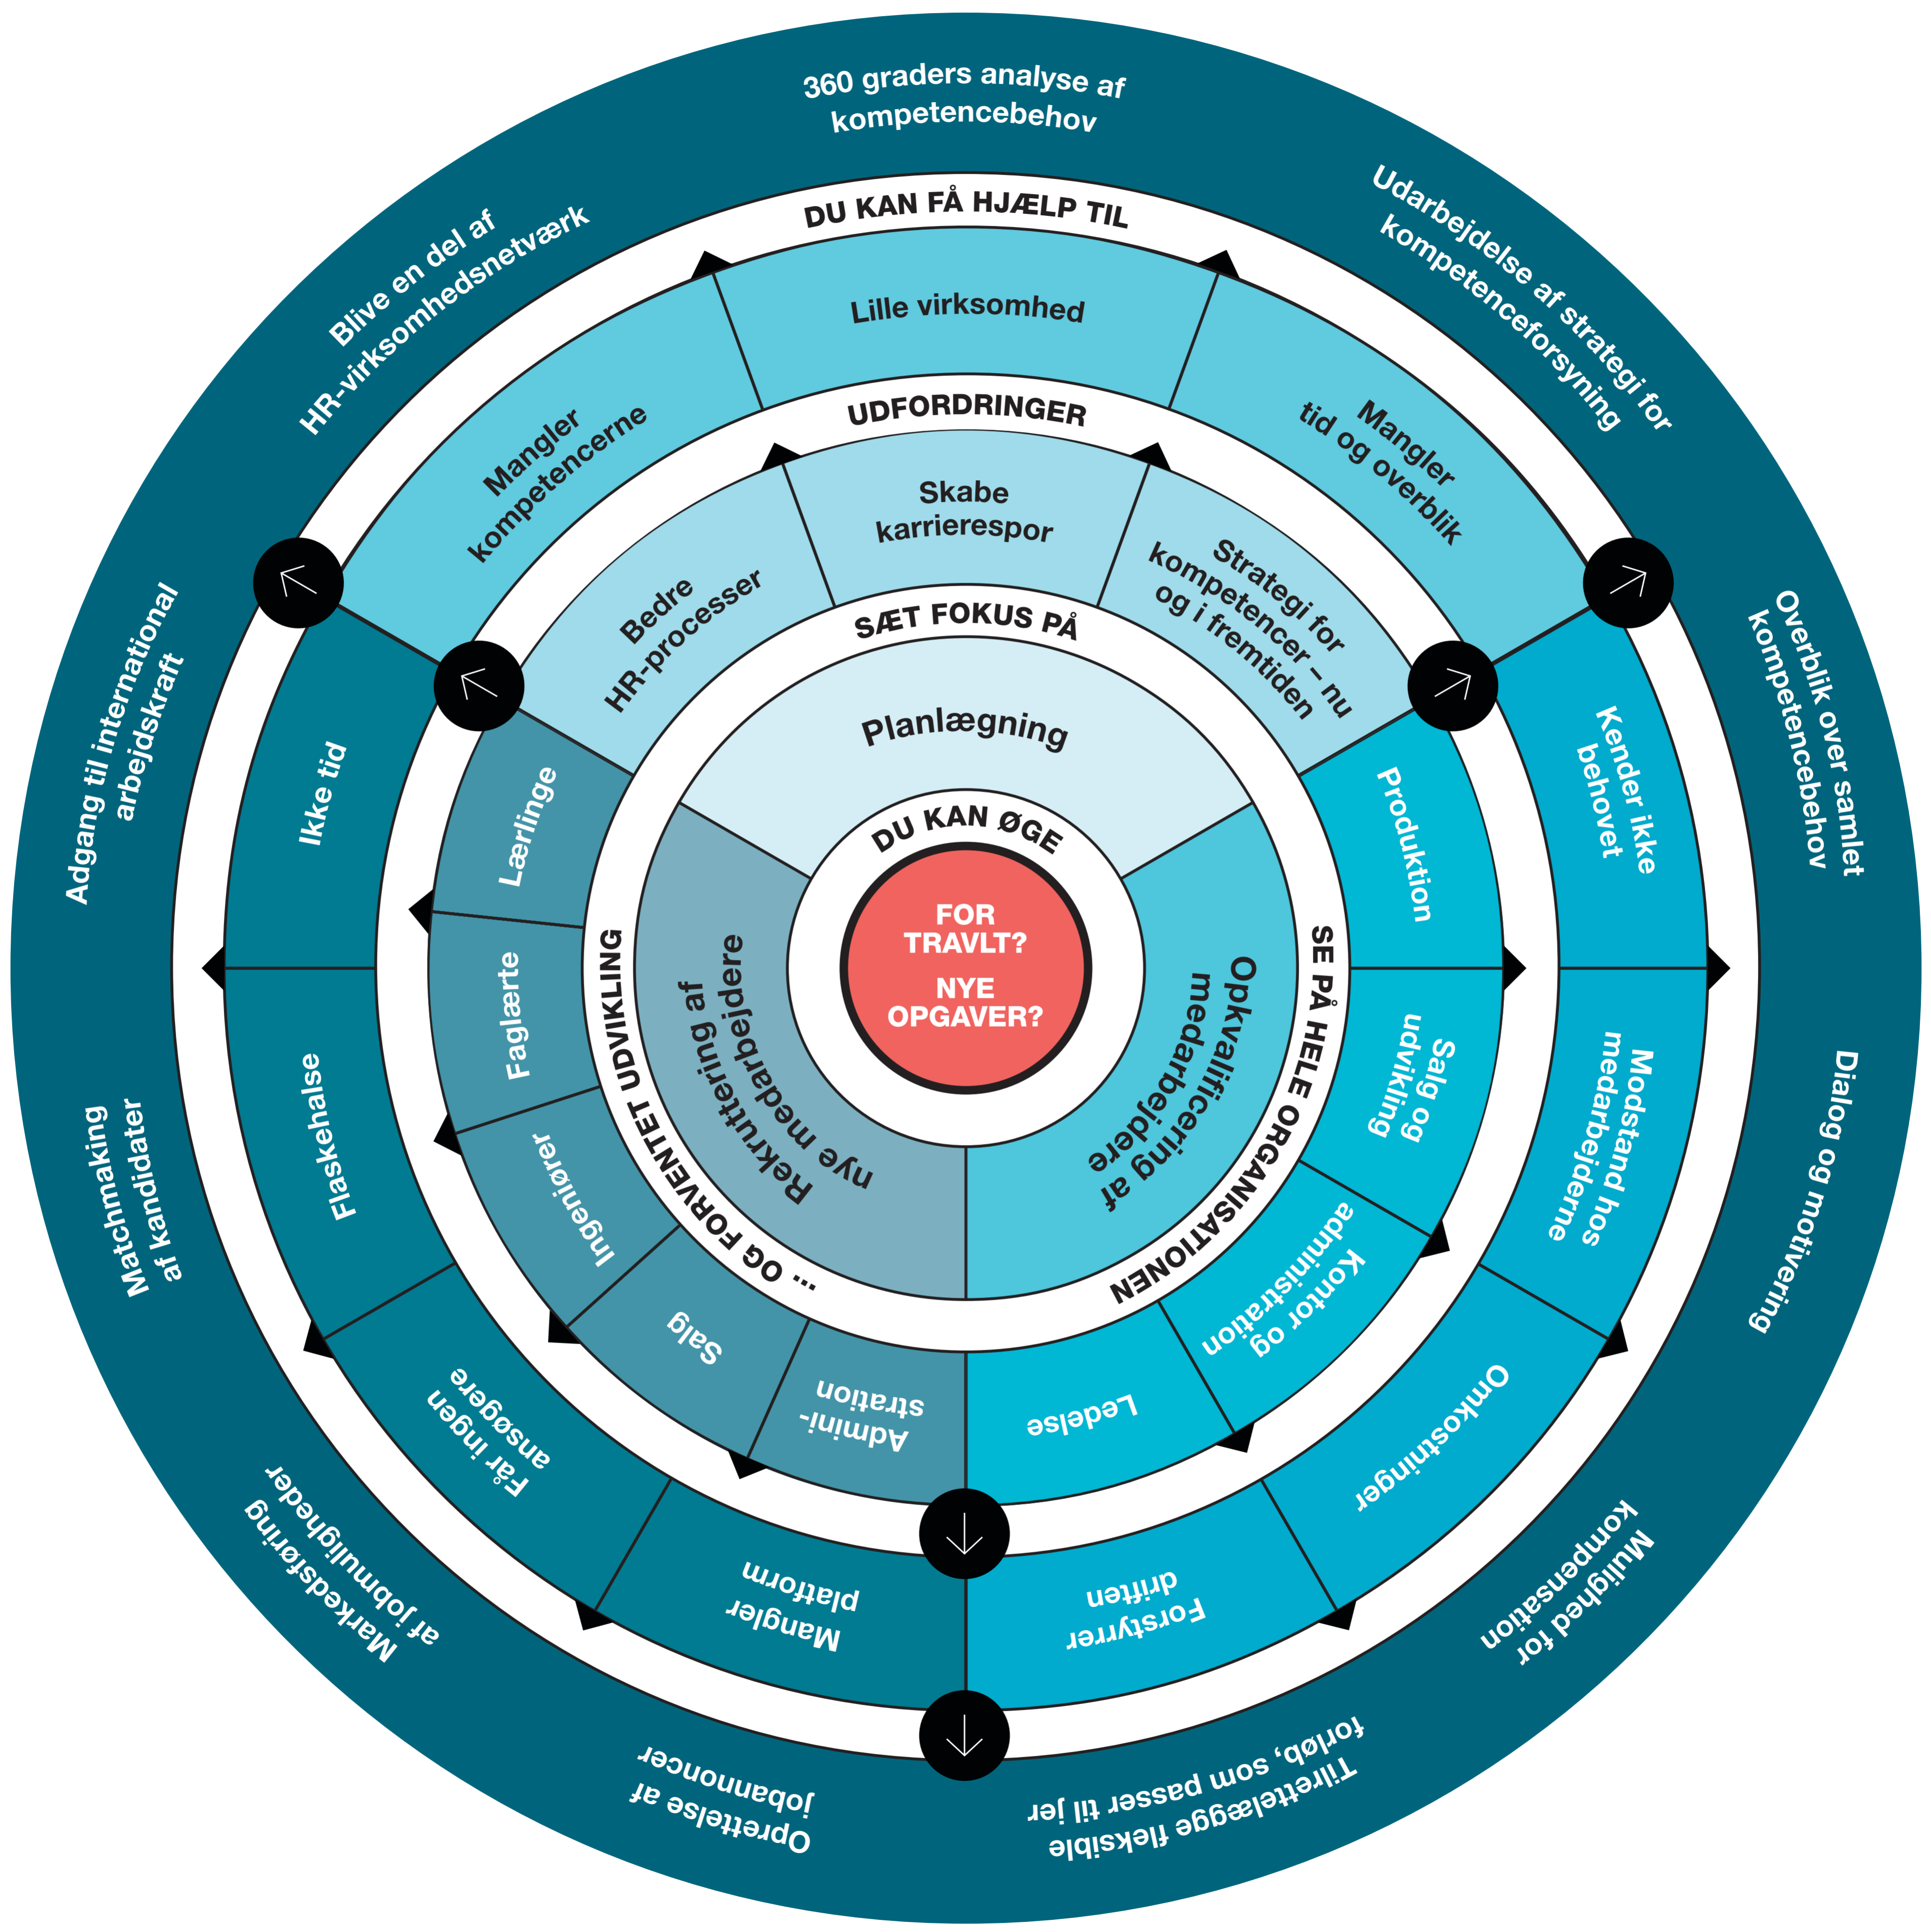 FOR
TRAVLT?
NYE
OPGAVER?
DU KAN ØGE
Planlægning
Opkvalificering af
medarbejdere
Rekruttering af
nye medarbejdere
SÆT FOKUS PÅ
SE PÅ HELE ORGANISATIONEN
... OG FORVENTET UDVIKLING
Bedre
HR-processer
Skabe
karrierespor
Strategi for
kompetencer – nu
og i fremtiden
Produktion
Salg og
udvikling
Kontor og
administration
Ledelse
Admini-
stration
Salg
Ingeniører
Faglærte
Lærlinge
UDFORDRINGER
Mangler
kompetencerne
Lille virksomhed
Mangler
tid og overblik
Kender ikke
behovet
Modstand hos
medarbejderne
Omkostninger
Forstyrrer
driften
Mangler
platform
Får ingen
ansøgere
Flaskehalse
Ikke tid
DU KAN FÅ HJÆLP TIL
Blive en del af
HR-virksomhedsnetværk
360 graders analyse af
kompetencebehov
Udarbejdelse af strategi for
kompetenceforsyning
Overblik over samlet
kompetencebehov
Dialog og motivering
Mulighed for
kompensation
Tilrettelægge fleksible
forløb, som passer til jer
Oprettelse af
jobannoncer
Markedsføring
af jobmuligheder
Matchmaking
af kandidater
Adgang til international
arbejdskraft